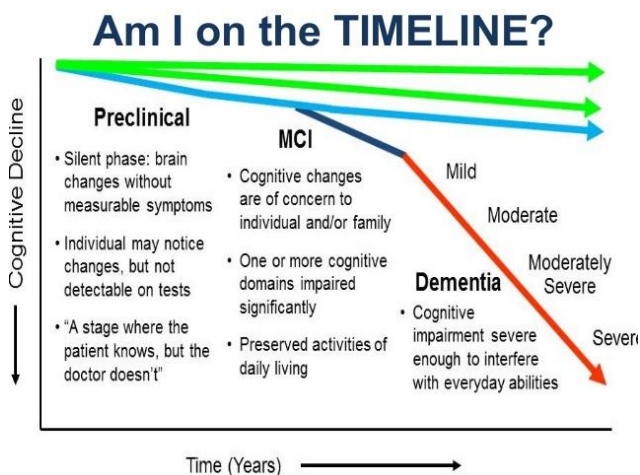 Am I on the TIMELINE?
Cognitive Decline
Preclinical
• Silent phase: brain
changes without
measurable symptoms
• Individual may notice
changes, but not
detectable on tests
• “A stage where the
patient knows, but the
doctor doesn’t”
MCI
• Cognitive changes
are of concern to
individual and/or family
• One or more cognitive
domains impaired
significantly
• Preserved activities of
daily living
Mild
Moderate
Moderately
Severe
Severe
Dementia
• Cognitive
impairment severe
enough to interfere
with everyday abilities
Time (Years)